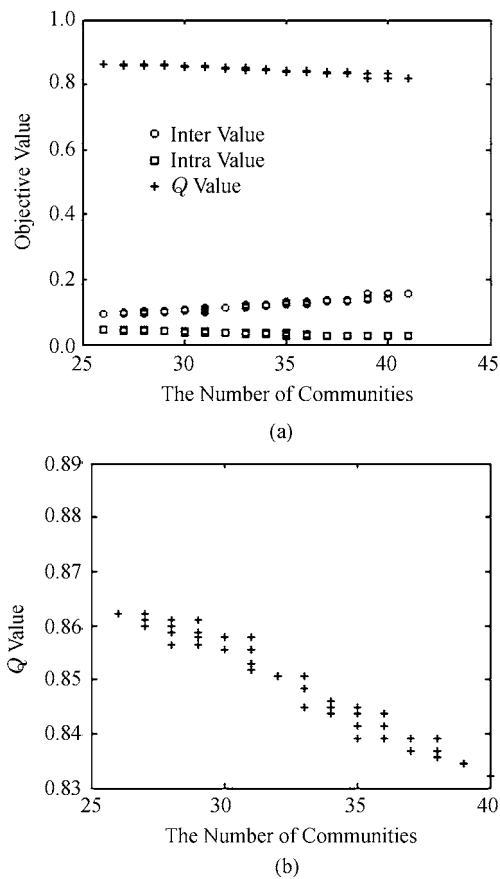 1.0
0.8
0.6
0.4
0.2
0.0
Objective Value
Inter Value
Intra Value
Q Value
25 30 35 40 45
The Number of Communities
(a)
0.89
0.88
0.87
0.86
0.85
0.84
0.83
Q Value
25 30 35 40
The Number of Communities
(b)